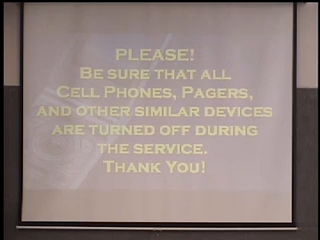 PLEASE!
BE SURE THAT ALL
CELL PHONES, PAGERS,
AND OTHER SIMILAR DEVICES
ARE TURNED OFF DURING
THE SERVICE.
THANK YOU!